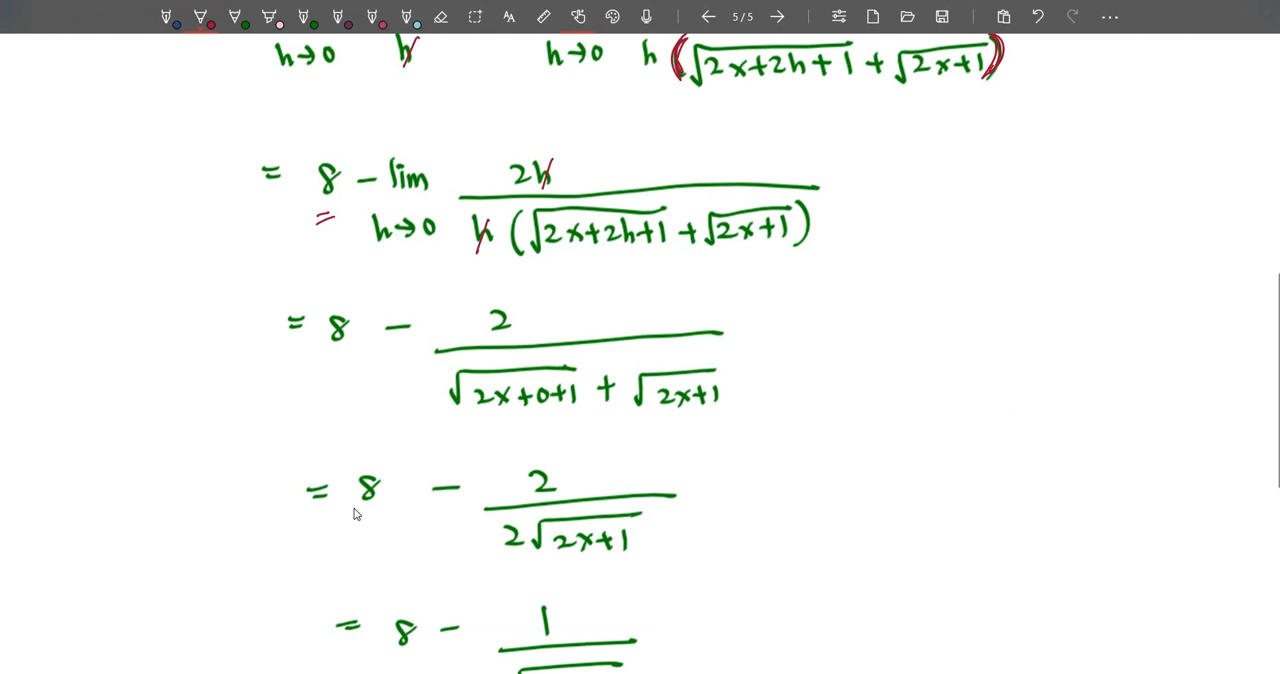 5/5
h→0 h h→0 h (√2x+2h+1 + √2x+1)
= 8 - lim h→0 2h / h (√2x+2h+1 + √2x+1)
= 8 - 2 / √2x+0+1 + √2x+1
= 8 - 2 / 2√2x+1
= 8 - 1